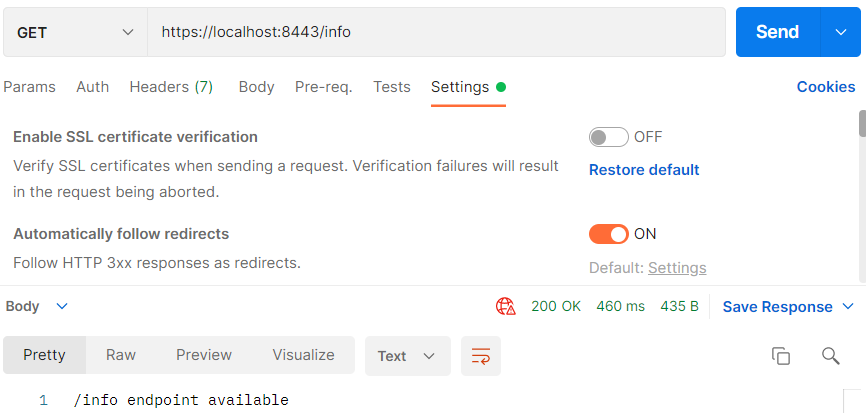 GET https://localhost:8443/info Send
Params Auth Headers (7) Body Pre-req. Tests Settings Cookies
Enable SSL certificate verification OFF
Verify SSL certificates when sending a request. Verification failures will result
in the request being aborted.
Restore default
Automatically follow redirects ON
Follow HTTP 3xx responses as redirects.
Default: Settings
Body 200 OK 460 ms 435 B Save Response
Pretty Raw Preview Visualize Text
1 /info endpoint available